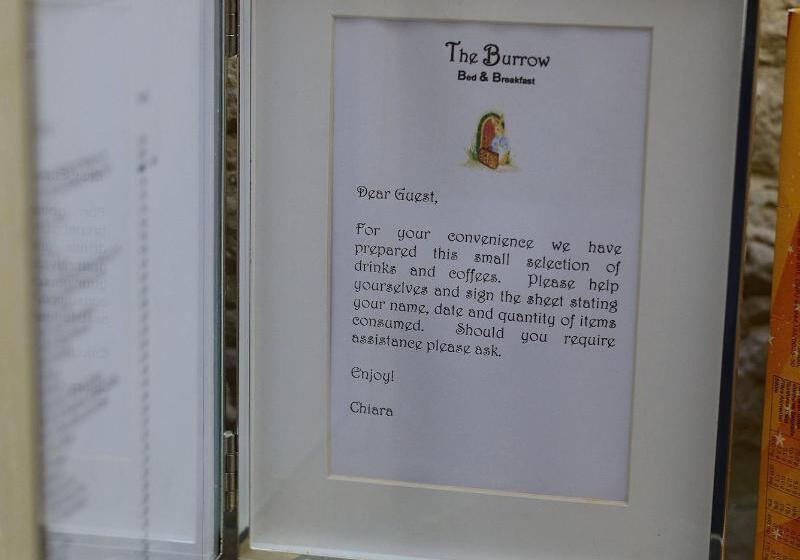 The Burrow
Bed & Breakfast
Dear Guest,
For your convenience we have
prepared this small selection of
drinks and coffees. Please help
yourselves and sign the sheet stating
your name, date and quantity of items
consumed. Should you require
assistance please ask.
Enjoy!
Chiara